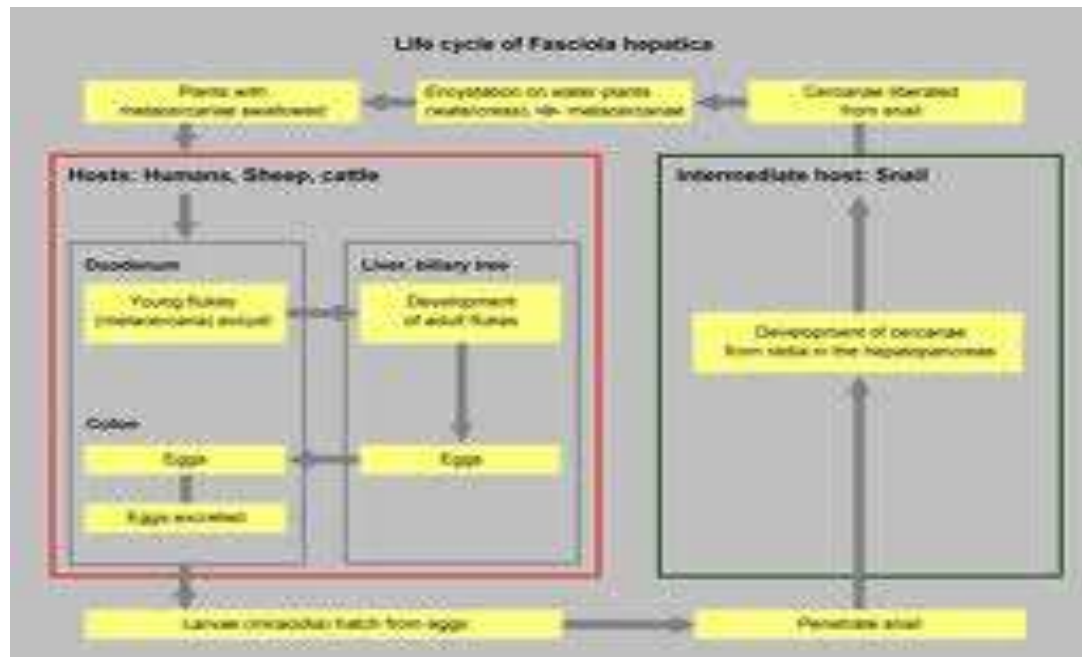 Life cycle of Fasciola hepatica
Plants with
metacercariae swallowed
Encystation on water plants
metacercariae
Cercariae liberated
from snail
Hosts: Humans, Sheep, cattle
Intermediate host: Snail
Duodenum
Young flukes
(metacercaria) excyst
Liver, biliary tree
Development
of adult flukes
Development of cercariae
from redia in the hepatopancreas
Colon
Eggs
Eggs
Eggs excreted
Larvae (miracidia) hatch from eggs
Penetrate snail